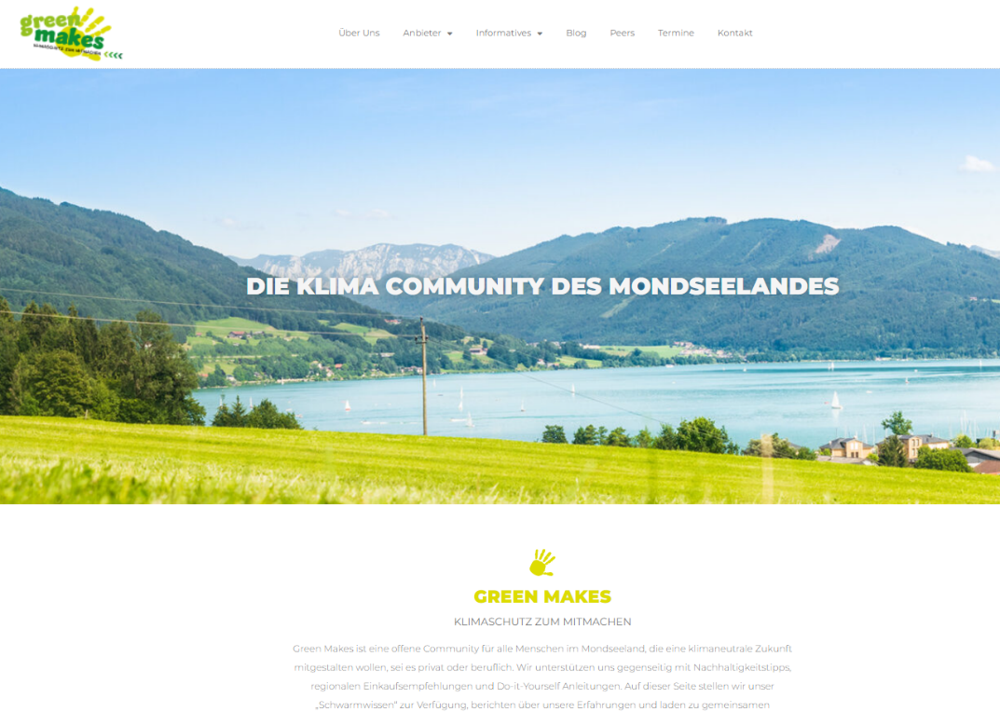 green
makes
KLIMASCHUTZ ZUM MITMACHEN
Über Uns Anbieter Informatives Blog Peers Termine Kontakt
DIE KLIMA COMMUNITY DES MONDSEELANDES
GREEN MAKES
KLIMASCHUTZ ZUM MITMACHEN
Green Makes ist eine offene Community für alle Menschen im Mondseeland, die eine klimaneutrale Zukunft
mitgestalten wollen, sei es privat oder beruflich. Wir unterstützen uns gegenseitig mit Nachhaltigkeitstipps,
regionalen Einkaufsempfehlungen und Do-it-Yourself Anleitungen. Auf dieser Seite stellen wir unser
„Schwarmwissen“ zur Verfügung, berichten über unsere Erfahrungen und laden zu gemeinsamen